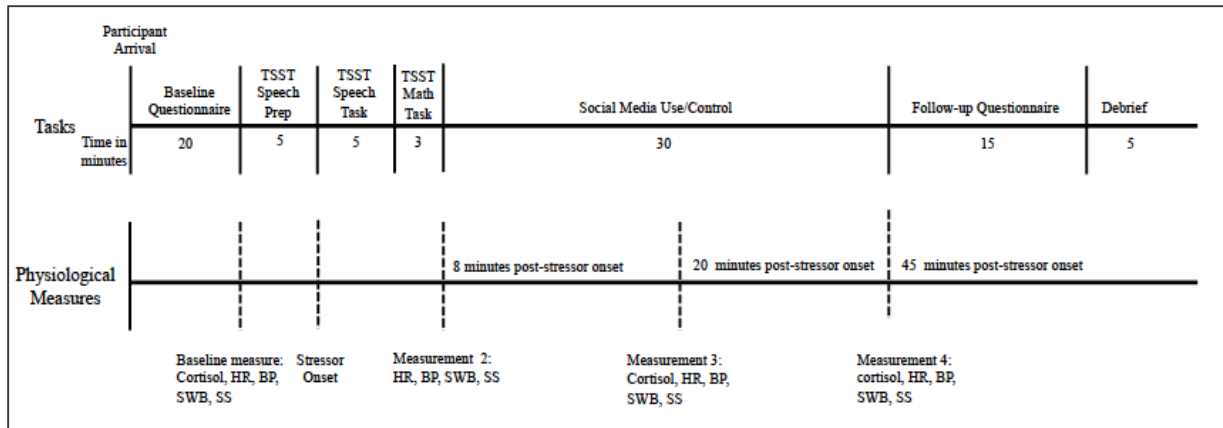 Participant
Arrival
Baseline
Questionnaire
TSST
Speech
Prep
TSST
Speech
Task
TSST
Math
Task
Social Media Use/Control
Follow-up Questionnaire
Debrief
Tasks
Time in
minutes
20
5
5
3
30
15
5
Physiological
Measures
8 minutes post-stressor onset
20 minutes post-stressor onset
45 minutes post-stressor onset
Baseline measure:
Cortisol, HR, BP,
SWB, SS
Stressor
Onset
Measurement 2:
HR, BP, SWB, SS
Measurement 3:
Cortisol, HR, BP,
SWB, SS
Measurement 4:
cortisol, HR, BP,
SWB, SS